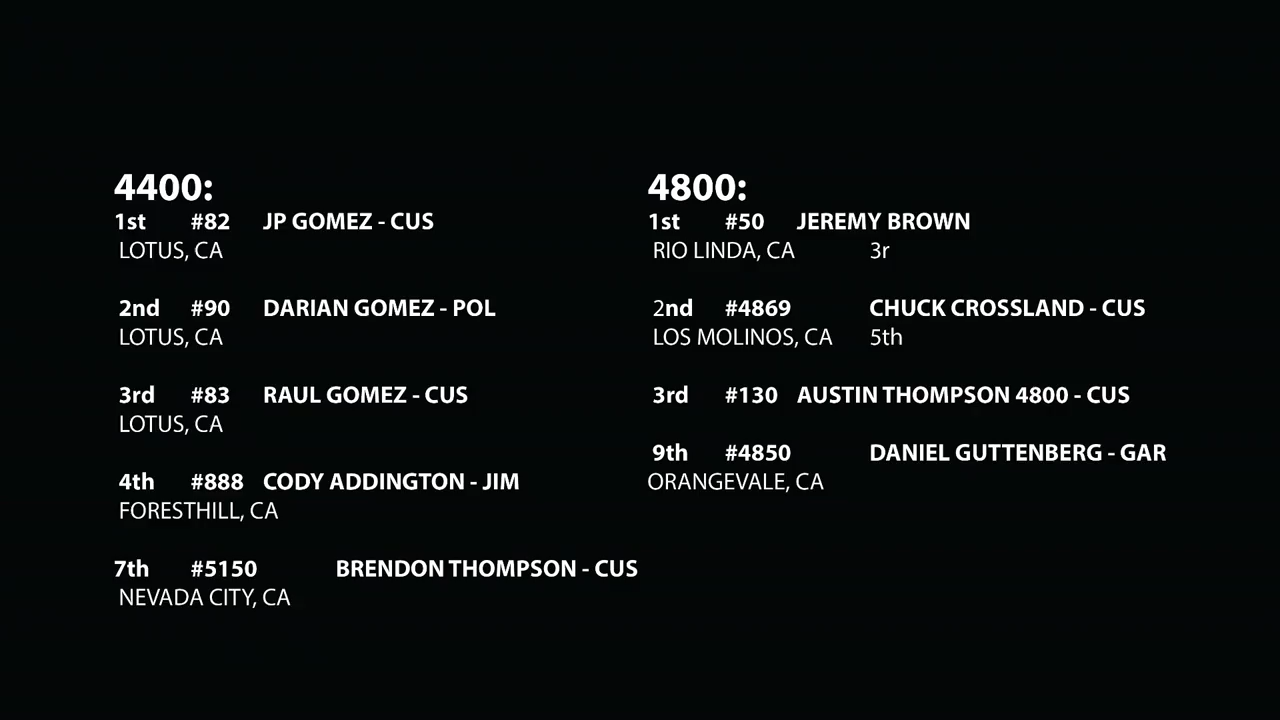 4400:
1st #82 JP GOMEZ - CUS
LOTUS, CA
2nd #90 DARIAN GOMEZ - POL
LOTUS, CA
3rd #83 RAUL GOMEZ - CUS
LOTUS, CA
4th #888 CODY ADDINGTON - JIM
FORESTHILL, CA
7th #5150 BRENDON THOMPSON - CUS
NEVADA CITY, CA
4800:
1st #50 JEREMY BROWN
RIO LINDA, CA 3r
2nd #4869 CHUCK CROSSLAND - CUS
LOS MOLINOS, CA 5th
3rd #130 AUSTIN THOMPSON 4800 - CUS
9th #4850 DANIEL GUTTENBERG - GAR
ORANGEVALE, CA